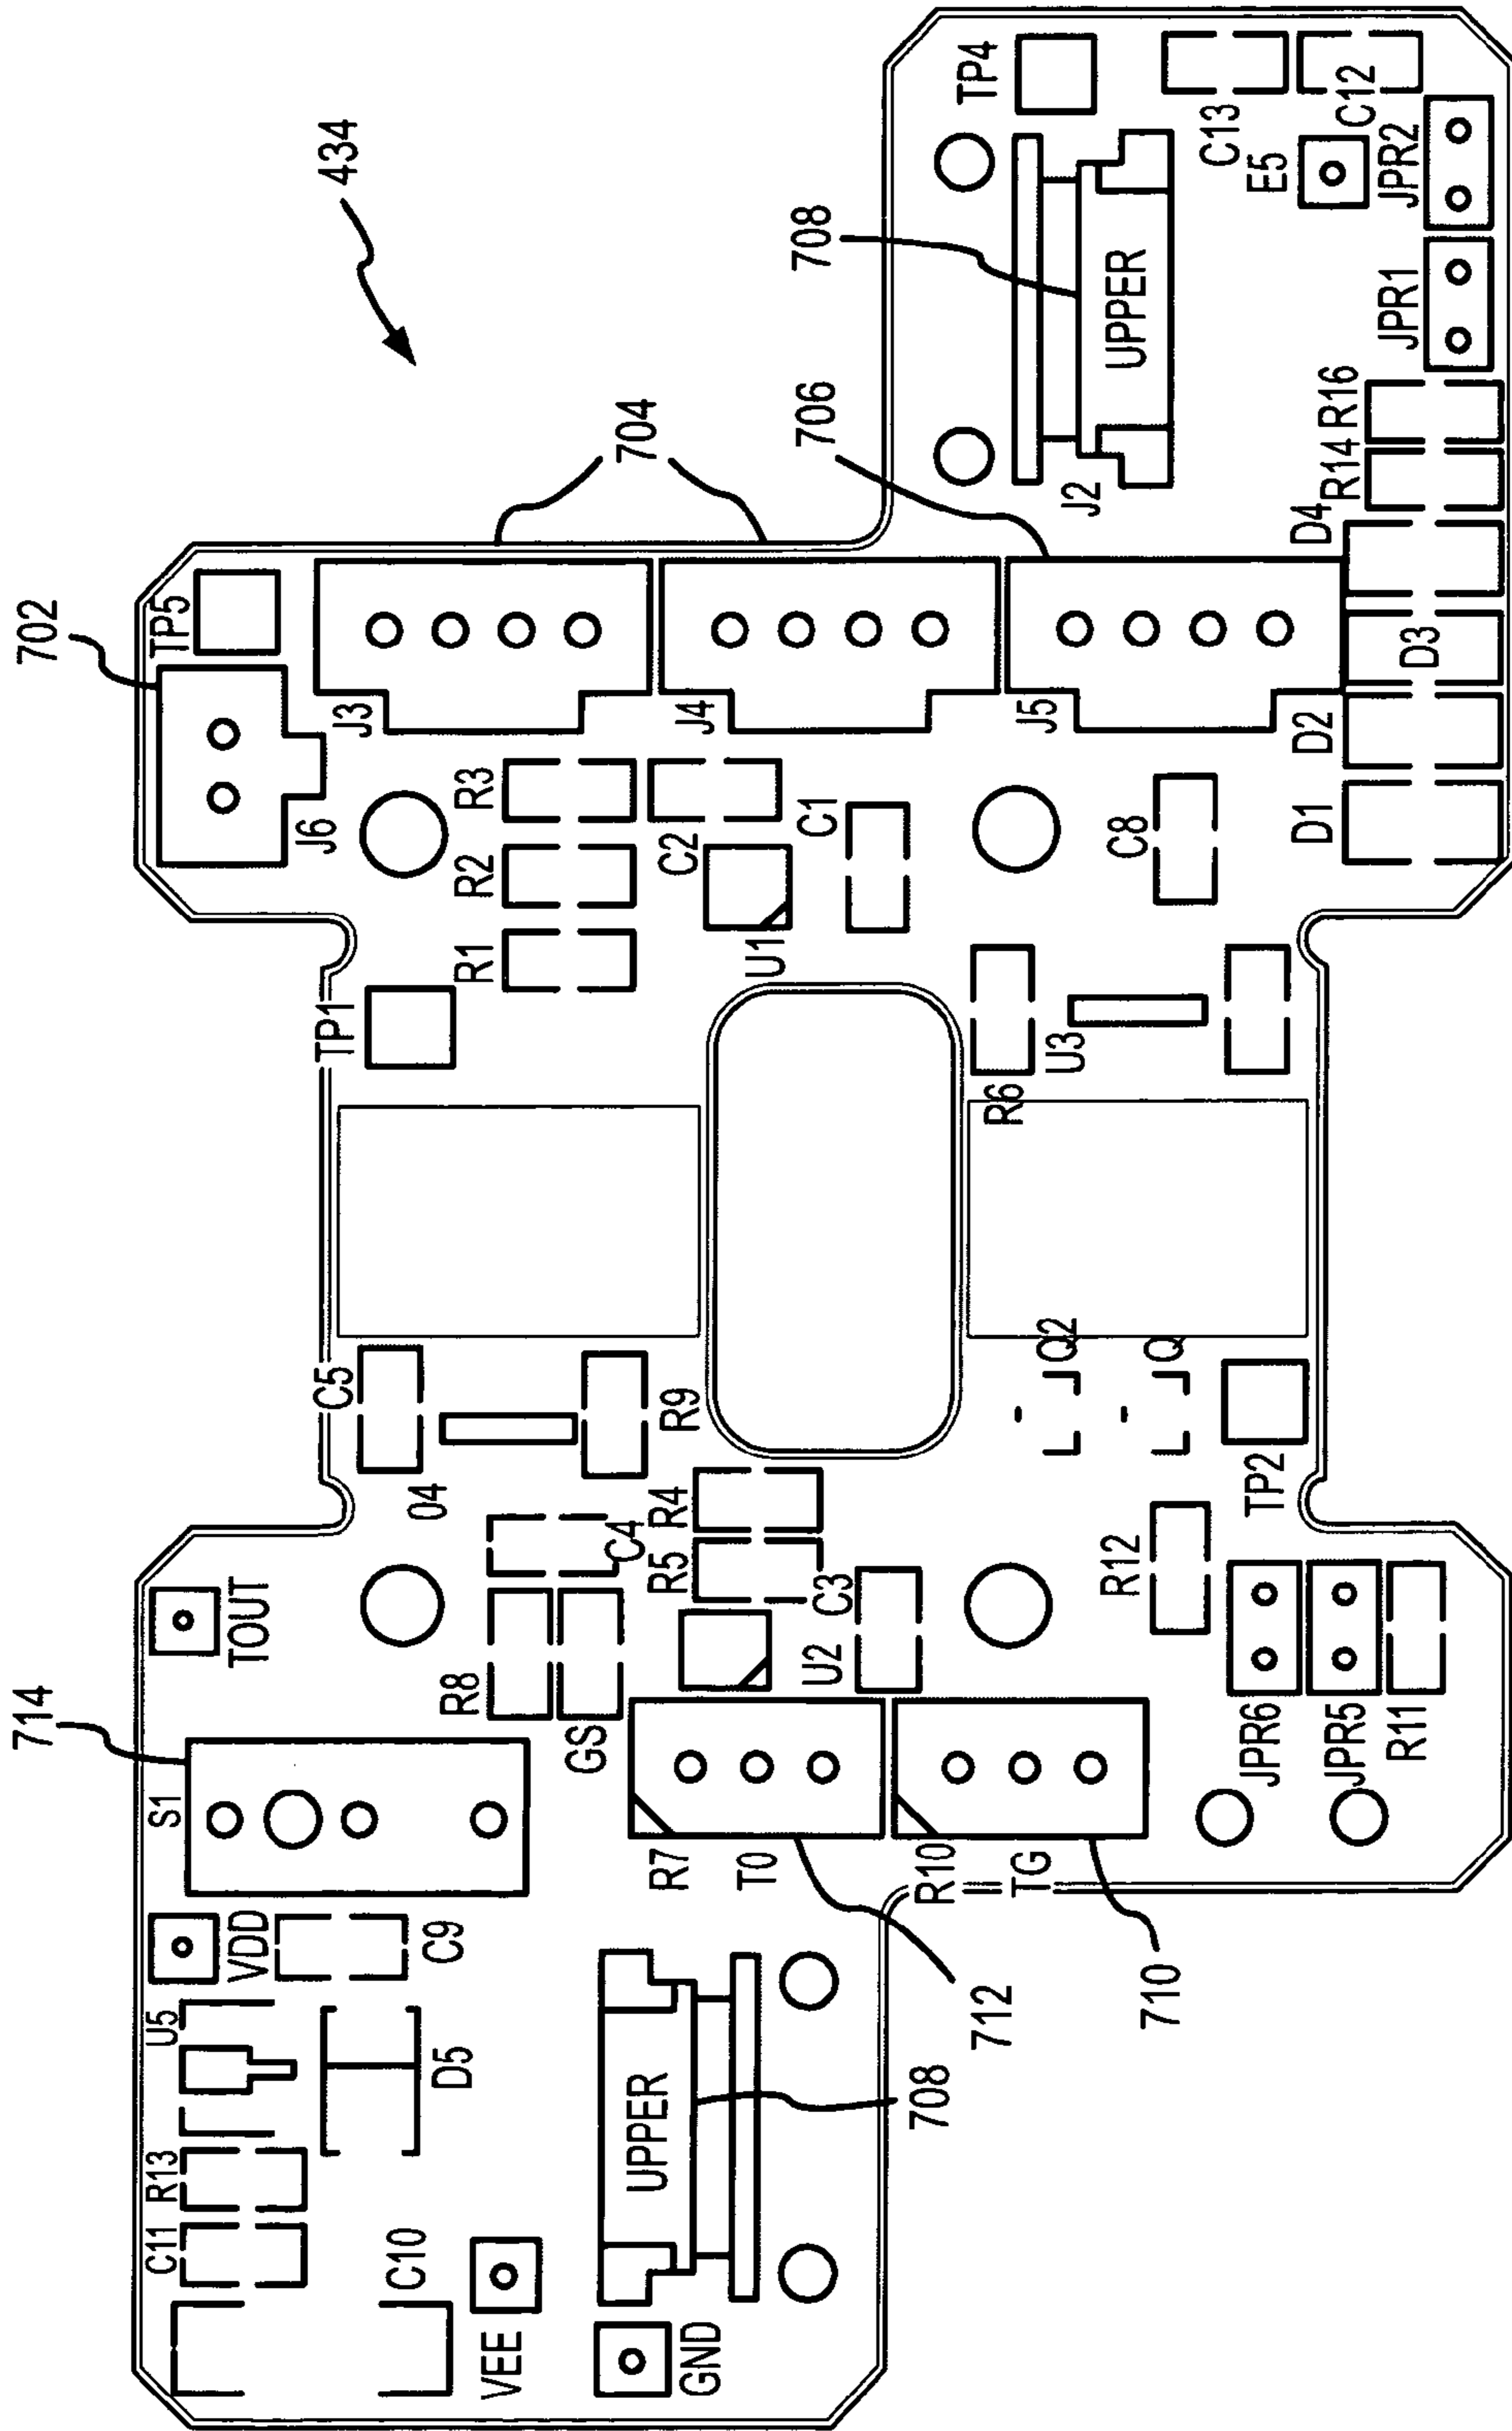 434
702
704
706
708
714
712
710
708
TP5
J6
J3
J4
J5
TP4
UPPER
J2
C13
E5
C12
JPR2
JPR1
R16
R14
D4
D3
D2
D1
R3
R2
R1
C2
C1
U1
C8
TP1
R6
U3
C5
04
R9
Q2
Q
TP2
R4
R5
C4
C3
U2
R12
TOUT
R8
GS
S1
R7
T0
R10
TG
JPR6
JPR5
R11
VDD
C9
U5
D5
R13
C11
C10
VEE
GND
UPPER